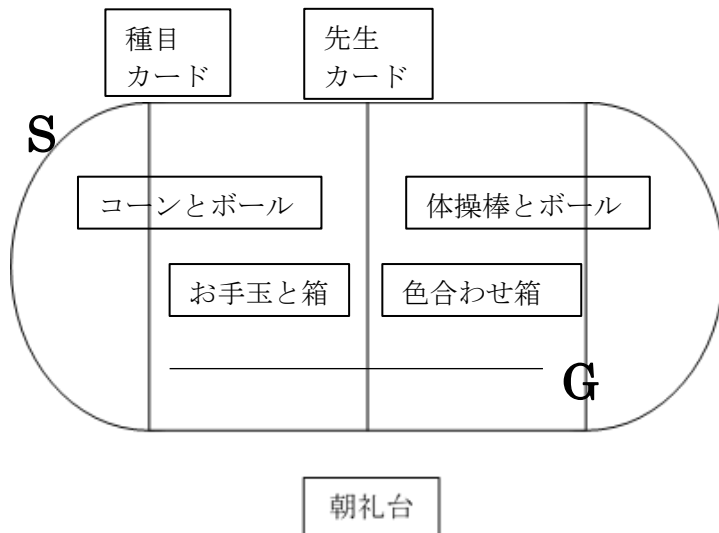 種目
カード
先生
カード
S
コーンとボール
体操棒とボール
お手玉と箱
色合わせ箱
G
朝礼台